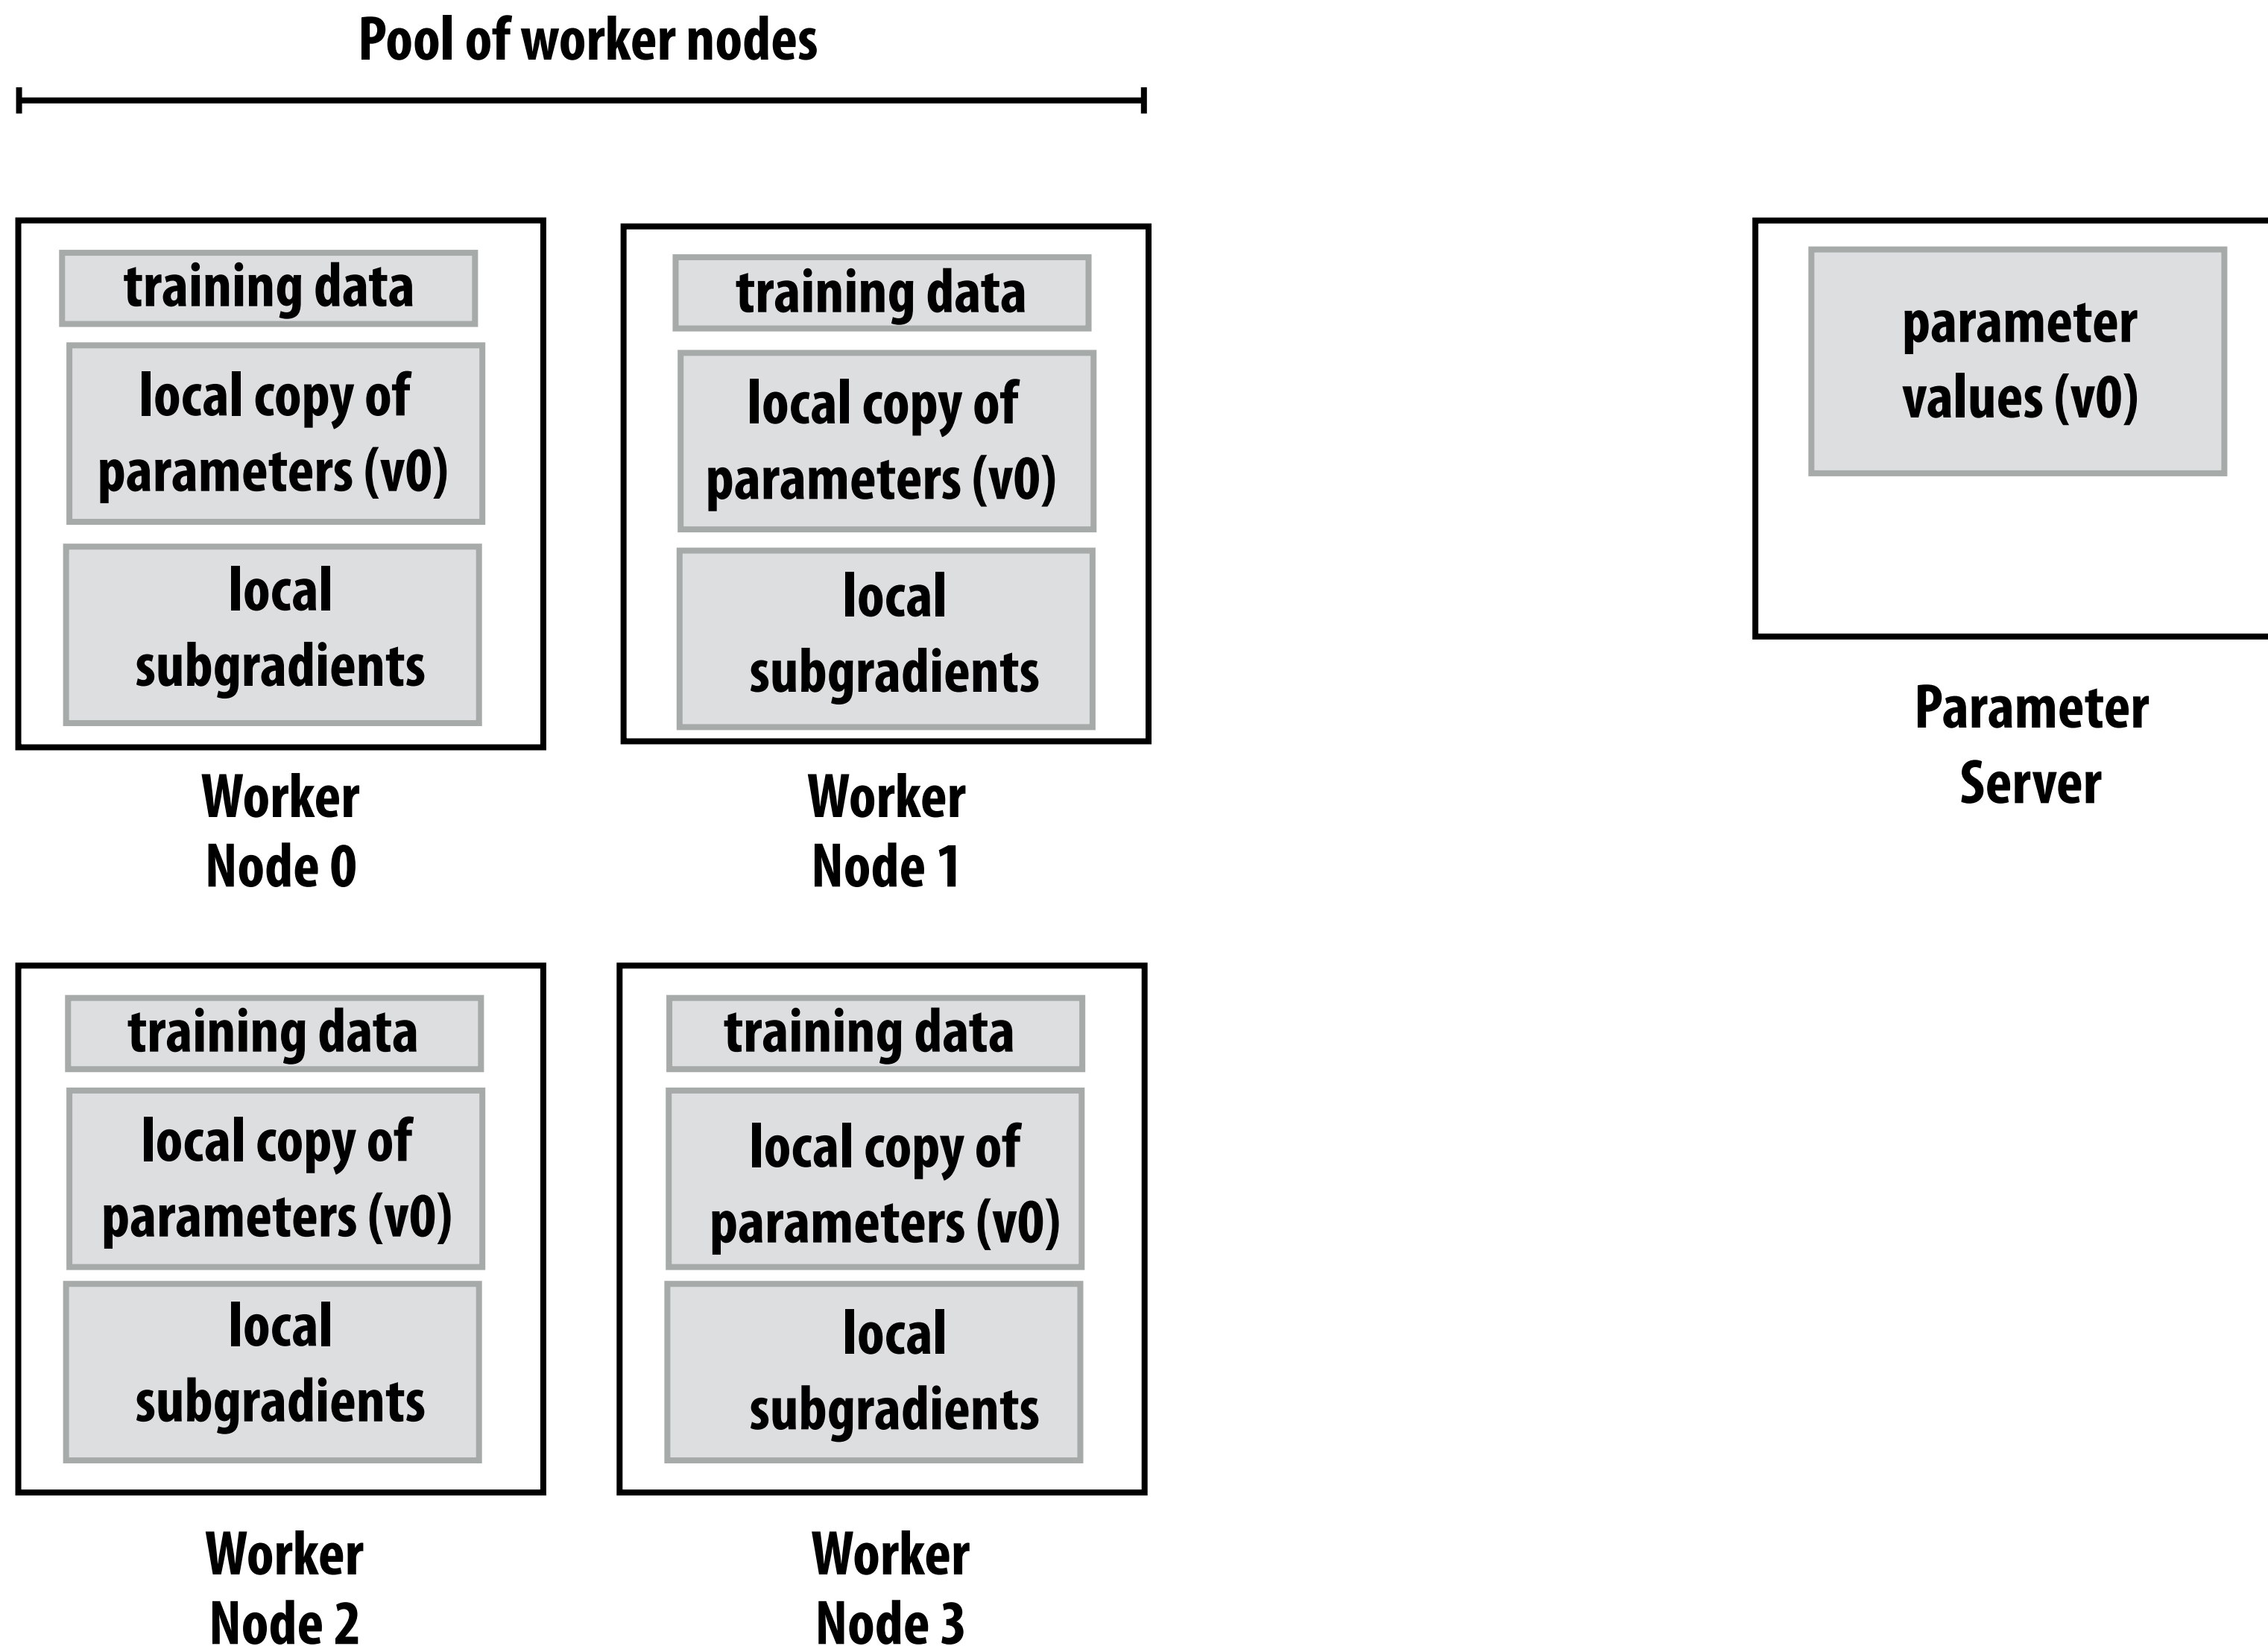 Pool of worker nodes
training data
local copy of
parameters (v0)
local
subgradients
Worker
Node 0
training data
local copy of
parameters (v0)
local
subgradients
Worker
Node 1
parameter
values (v0)
Parameter
Server
training data
local copy of
parameters (v0)
local
subgradients
Worker
Node 2
training data
local copy of
parameters (v0)
local
subgradients
Worker
Node 3